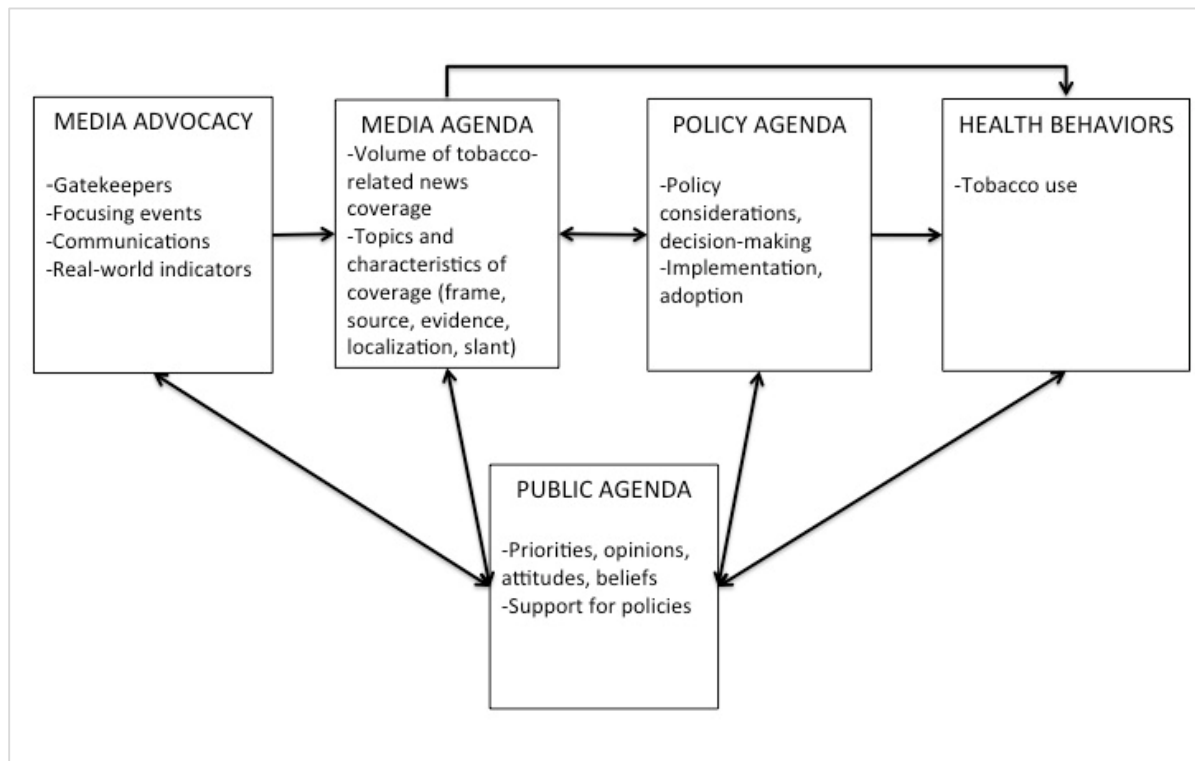 MEDIA ADVOCACY
-Gatekeepers
-Focusing events
-Communications
-Real-world indicators
MEDIA AGENDA
-Volume of tobacco-
related news
coverage
-Topics and
characteristics of
coverage (frame,
source, evidence,
localization, slant)
POLICY AGENDA
-Policy
considerations,
decision-making
-Implementation,
adoption
HEALTH BEHAVIORS
-Tobacco use
PUBLIC AGENDA
-Priorities, opinions,
attitudes, beliefs
-Support for policies